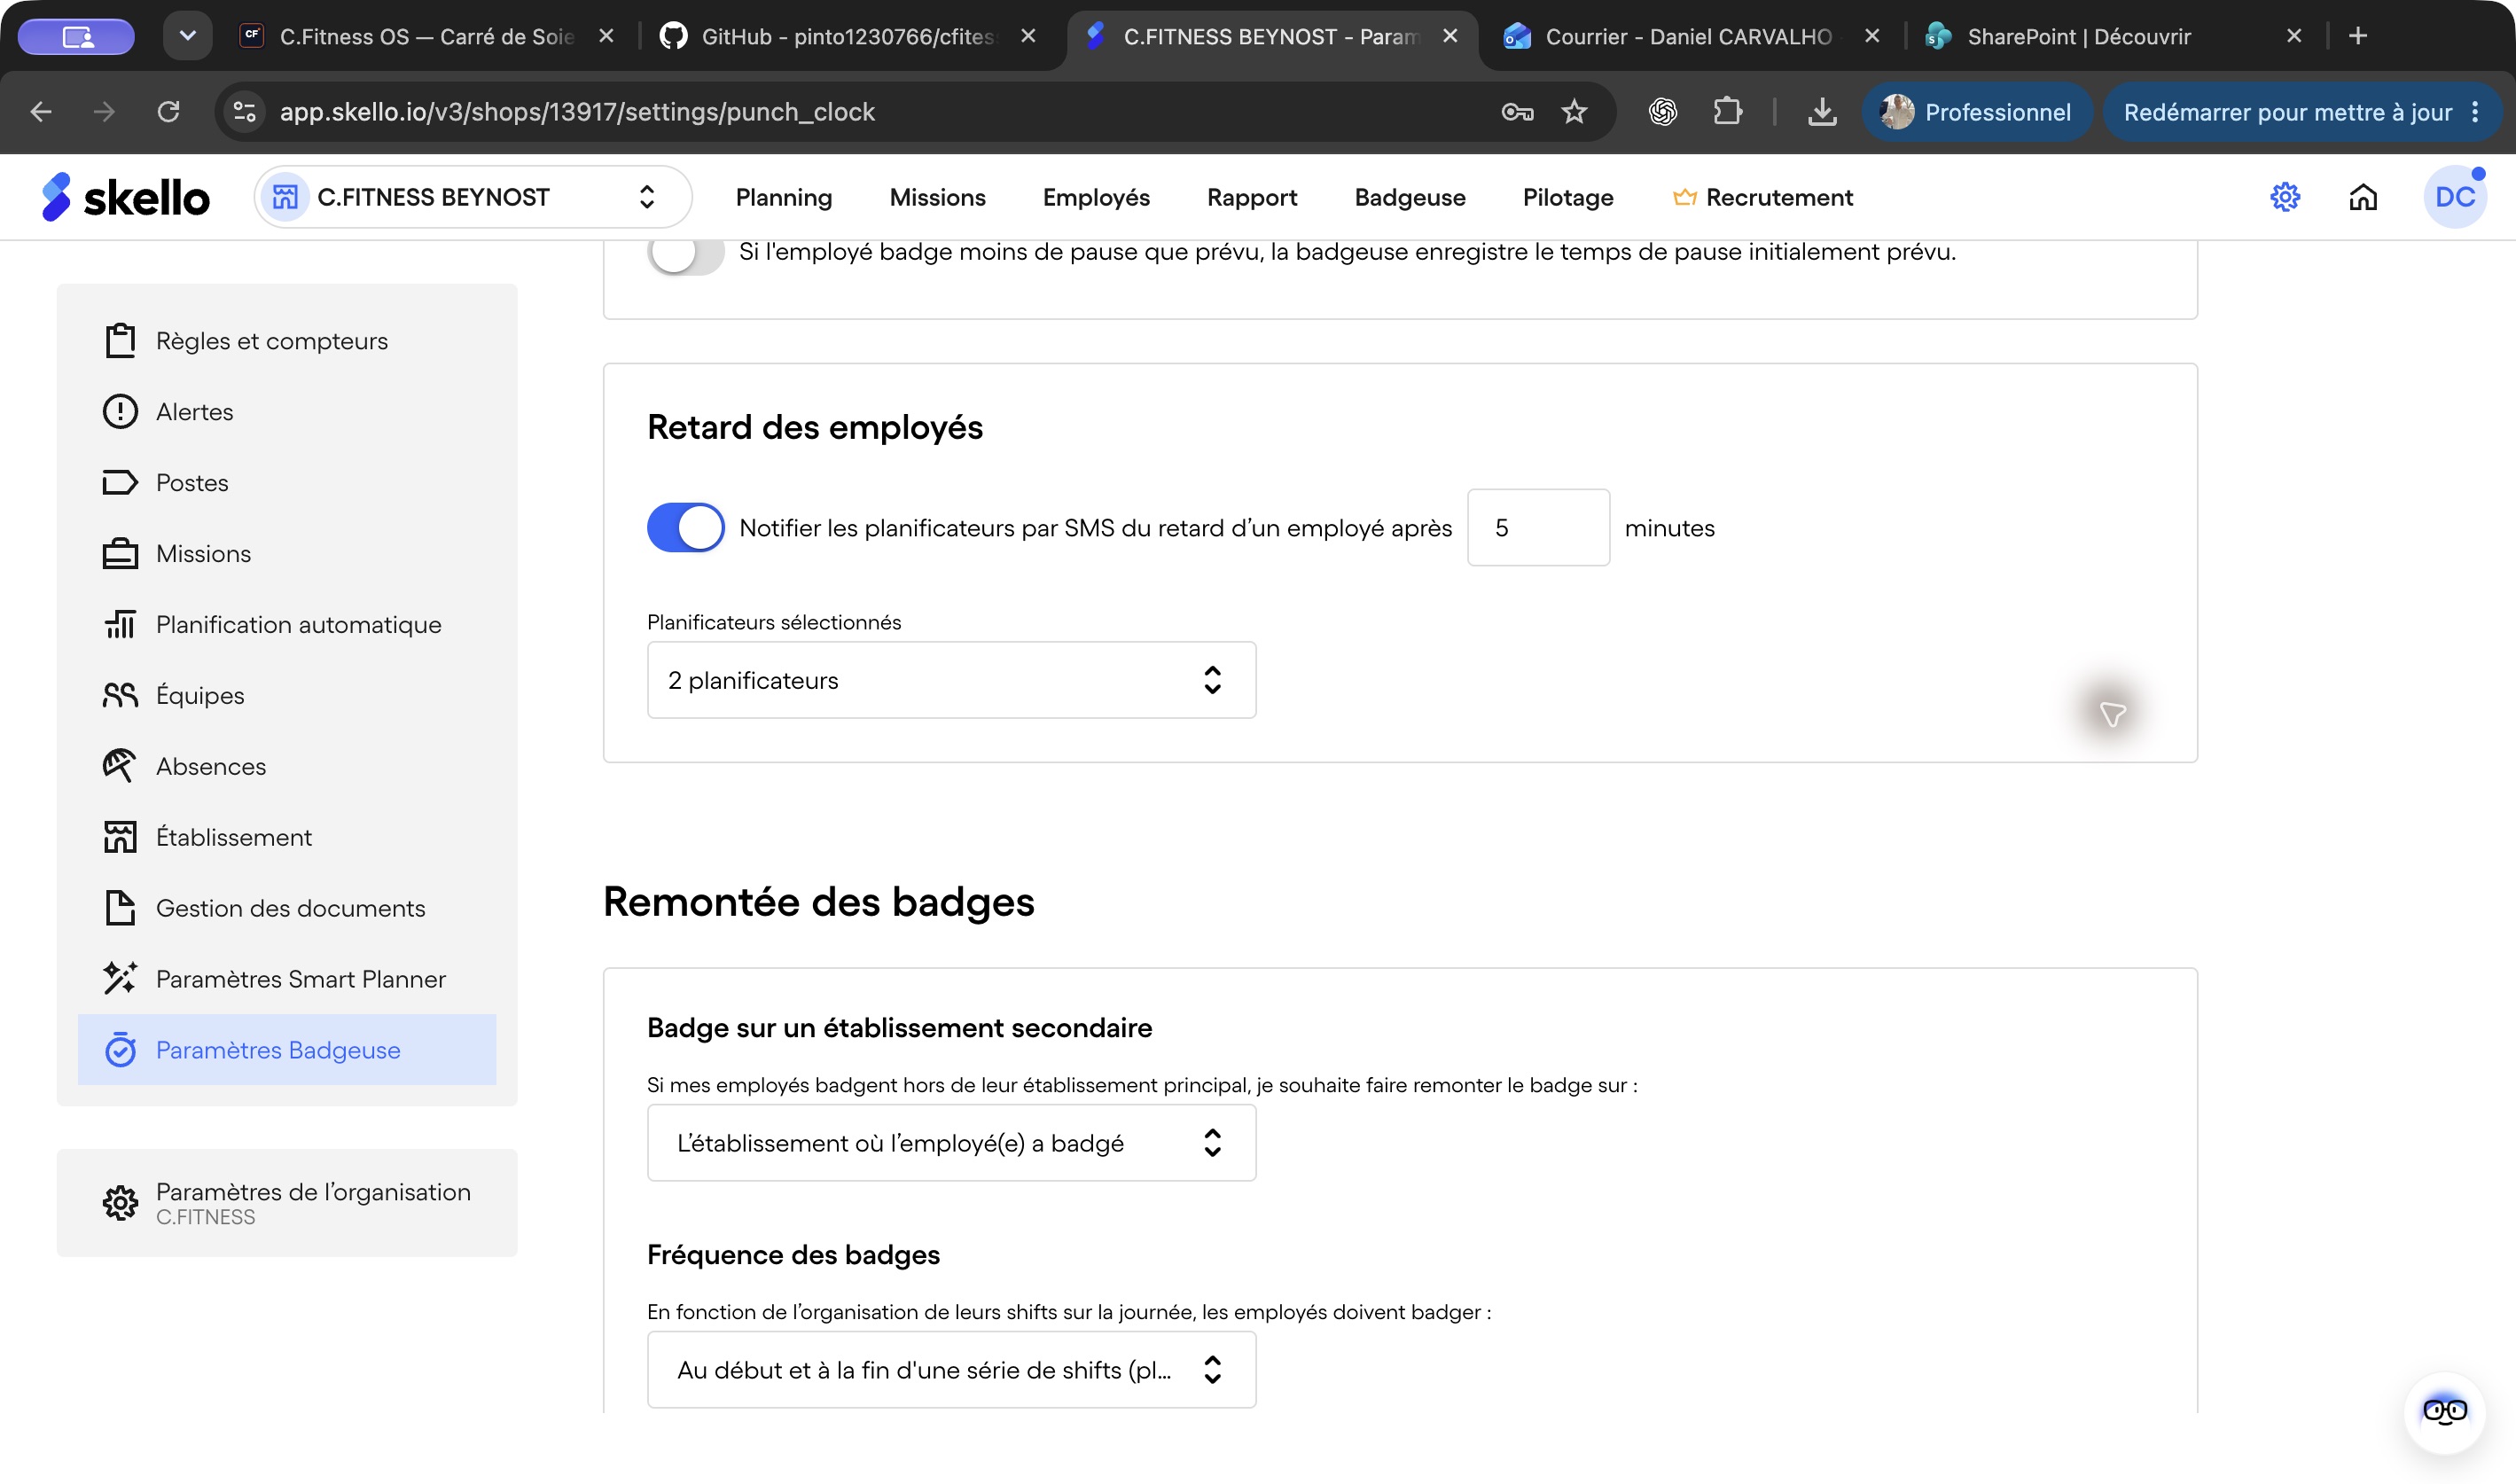 C.Fitness OS — Carré de Soie
GitHub - pinto1230766/cfites
C.FITNESS BEYNOST - Param
Courrier - Daniel CARVALHO
SharePoint | Découvrir
app.skello.io/v3/shops/13917/settings/punch_clock
Professionnel
Redémarrer pour mettre à jour
skello
C.FITNESS BEYNOST
Planning
Missions
Employés
Rapport
Badgeuse
Pilotage
Recrutement
DC
Si l'employé badge moins de pause que prévu, la badgeuse enregistre le temps de pause initialement prévu.
Règles et compteurs
Alertes
Postes
Missions
Planification automatique
Équipes
Absences
Établissement
Gestion des documents
Paramètres Smart Planner
Paramètres Badgeuse
Paramètres de l’organisation
C.FITNESS
Retard des employés
Notifier les planificateurs par SMS du retard d’un employé après 5 minutes
Planificateurs sélectionnés
2 planificateurs
Remontée des badges
Badge sur un établissement secondaire
Si mes employés badgent hors de leur établissement principal, je souhaite faire remonter le badge sur :
L’établissement où l’employé(e) a badgé
Fréquence des badges
En fonction de l’organisation de leurs shifts sur la journée, les employés doivent badger :
Au début et à la fin d'une série de shifts (pl...